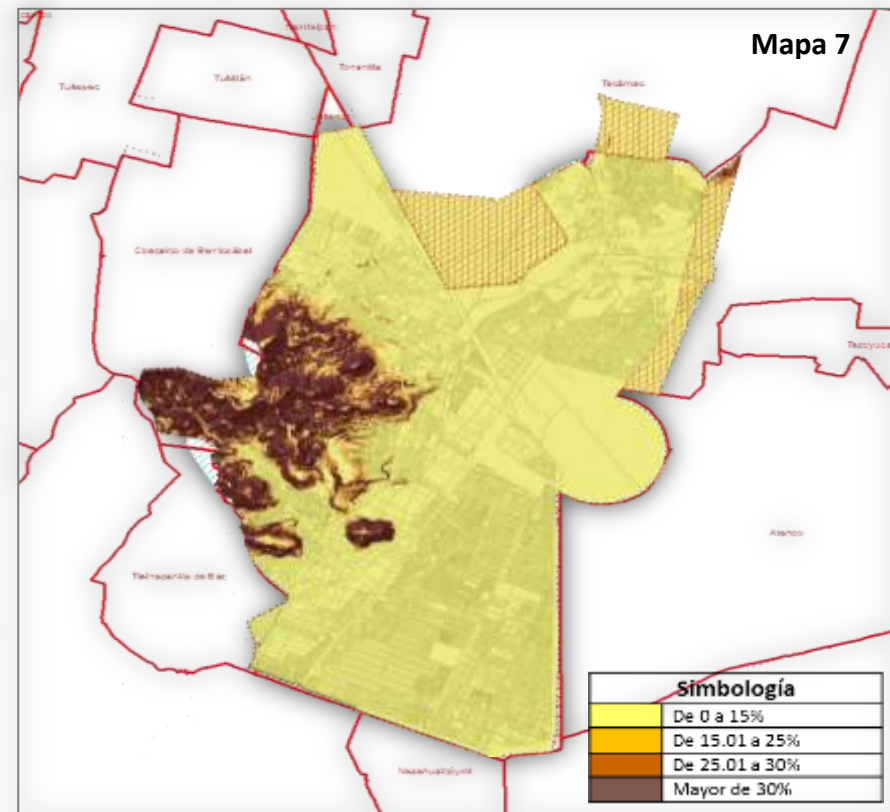 Mapa 7
Tultepec
Tultitlán
Tonanitla
Tecámac
Coacalco de Berriozábal
Tezoyuca
Atenco
Tlalnepantla de Baz
Nezahualcóyotl
Simbología
De 0 a 15%
De 15.01 a 25%
De 25.01 a 30%
Mayor de 30%